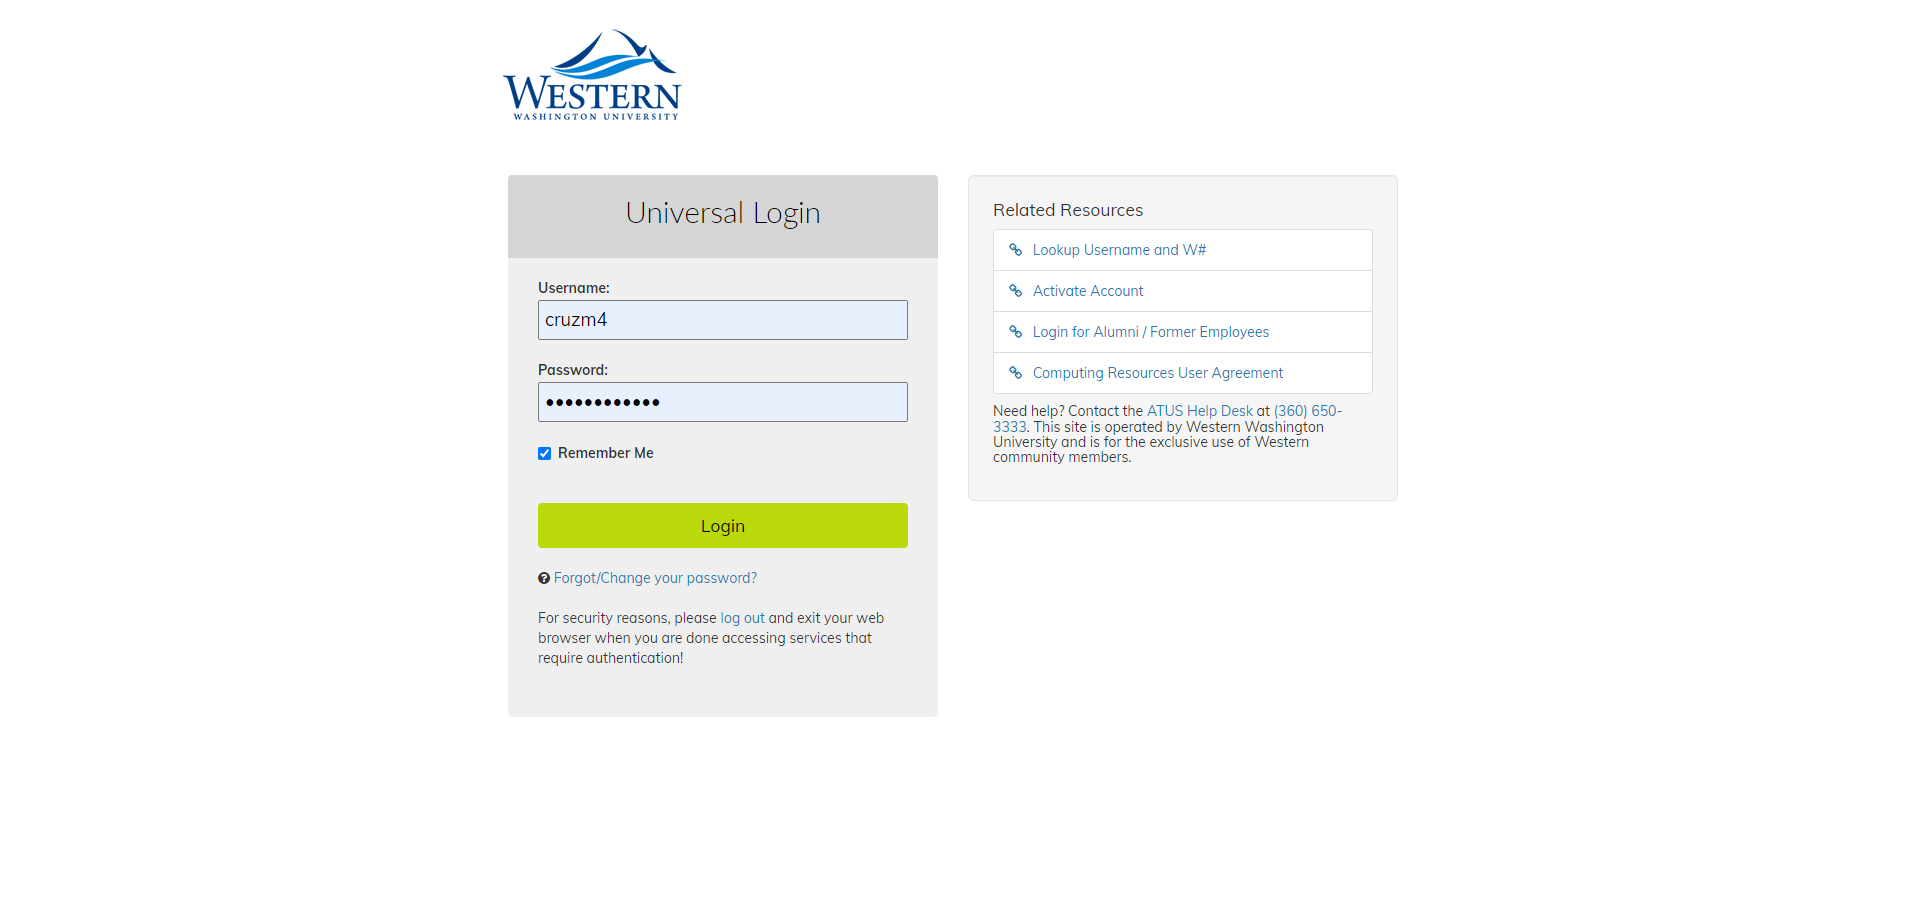 WESTERN
WASHINGTON UNIVERSITY
Universal Login
Username:
cruzm4
Password:
••••••••••••
Remember Me
Login
Forgot/Change your password?
For security reasons, please log out and exit your web
browser when you are done accessing services that
require authentication!
Related Resources
Lookup Username and W#
Activate Account
Login for Alumni / Former Employees
Computing Resources User Agreement
Need help? Contact the ATUS Help Desk at (360) 650-
3333. This site is operated by Western Washington
University and is for the exclusive use of Western
community members.